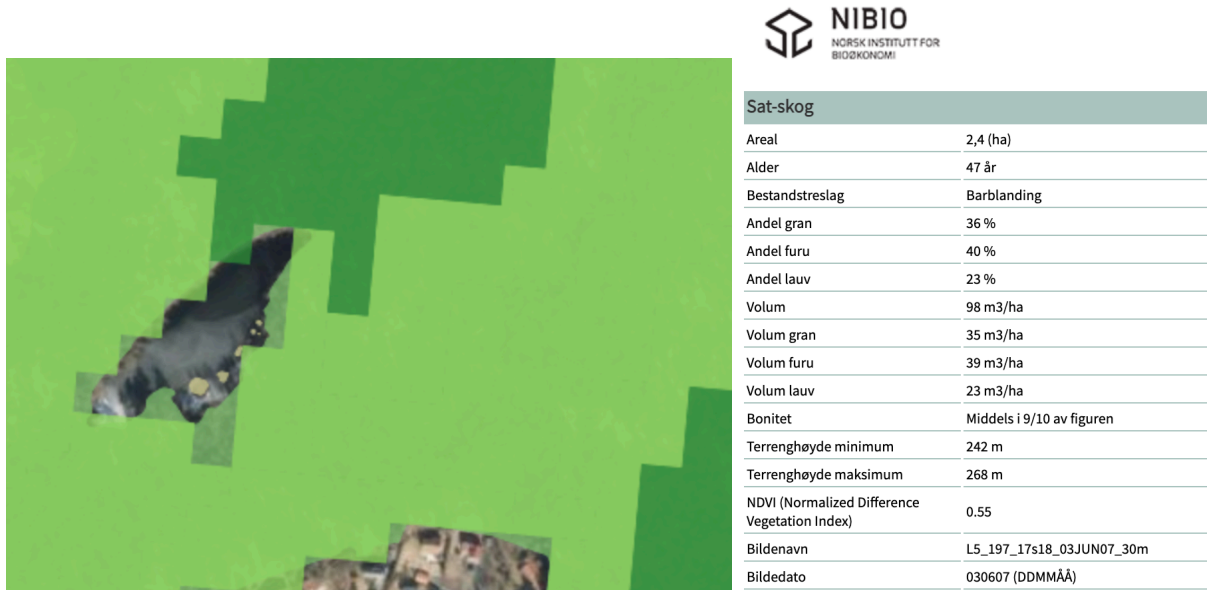 NIBIO
NORSK INSTITUTT FOR
BIOØKONOMI
Sat-skog
Areal 2,4 (ha)
Alder 47 år
Bestandstreslag Barblanding
Andel gran 36 %
Andel furu 40 %
Andel lauv 23 %
Volum 98 m3/ha
Volum gran 35 m3/ha
Volum furu 39 m3/ha
Volum lauv 23 m3/ha
Bonitet Middels i 9/10 av figuren
Terrenghøyde minimum 242 m
Terrenghøyde maksimum 268 m
NDVI (Normalized Difference
Vegetation Index) 0.55
Bildenavn L5_197_17s18_03JUN07_30m
Bildedato 030607 (DDMMÅÅ)